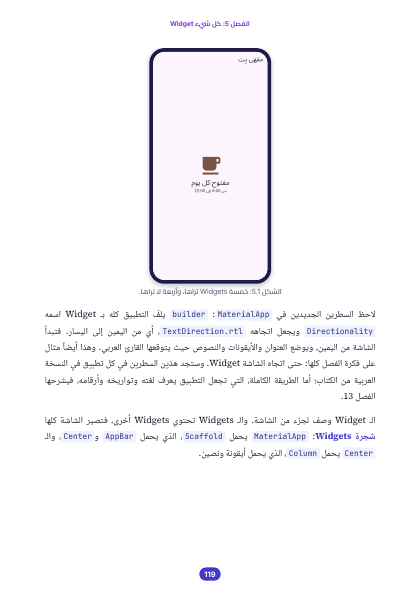 الفصل 5: كل شيء Widget
مقهى بِت
مفتوح كل يوم
من 8:00 إلى 22:00
الشكل 5.1: خمسة Widgets تراها، وأربعة لا تراها.
لاحظ السطرين الجديدين في MaterialApp: builder يلفّ التطبيق كله بـ Widget اسمه
Directionality ويجعل اتجاهه TextDirection.rtl، أي من اليمين إلى اليسار. فتبدأ
الشاشة من اليمين، ويوضع العنوان والأيقونات والنصوص حيث يتوقعها القارئ العربي. وهذا أيضاً مثال
على فكرة الفصل كلها: حتى اتجاه الشاشة Widget. وستجد هذين السطرين في كل تطبيق في النسخة
العربية من الكتاب؛ أما الطريقة الكاملة، التي تجعل التطبيق يعرف لغته وتواريخه وأرقامه، فيشرحها
الفصل 13.
الـ Widget وصف لجزء من الشاشة. والـ Widgets تحتوي Widgets أخرى، فتصير الشاشة كلها
شجرة Widgets: MaterialApp يحمل Scaffold، الذي يحمل AppBar و Center، والـ
Center يحمل Column، الذي يحمل أيقونة ونصين.
119